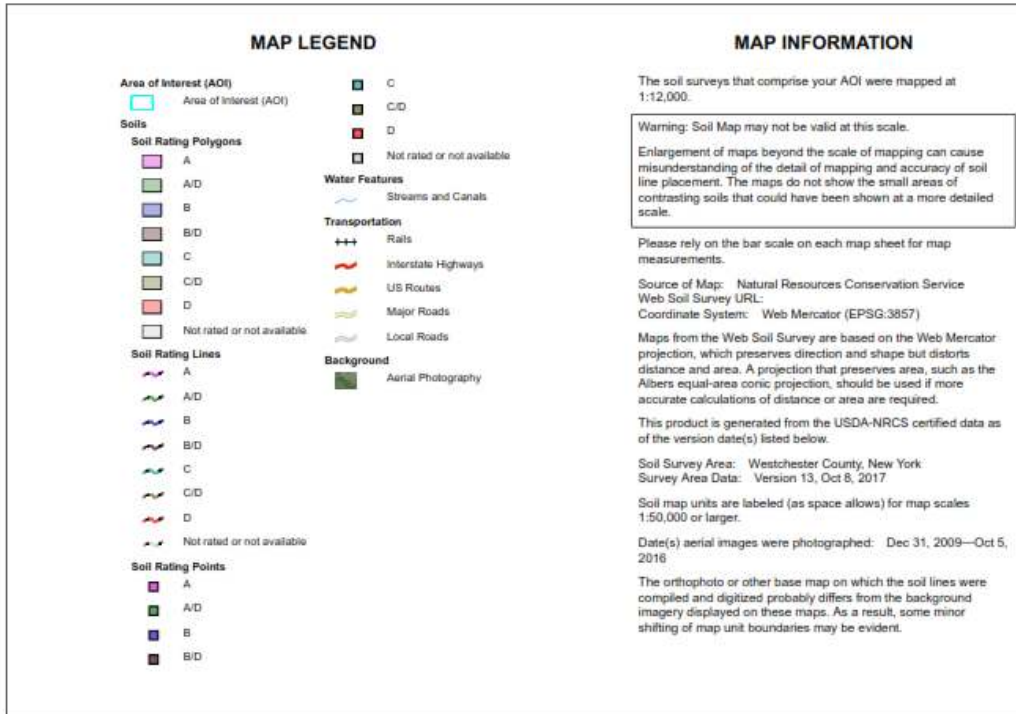 MAP LEGEND
Area of Interest (AOI)
Area of Interest (AOI)
Soils
Soil Rating Polygons
A
A/D
B
B/D
C
C/D
D
Not rated or not available
Soil Rating Lines
A
A/D
B
B/D
C
C/D
D
Not rated or not available
Soil Rating Points
A
A/D
B
B/D
C
C/D
D
Not rated or not available
Water Features
Streams and Canals
Transportation
Rails
Interstate Highways
US Routes
Major Roads
Local Roads
Background
Aerial Photography
MAP INFORMATION
The soil surveys that comprise your AOI were mapped at
1:12,000.
Warning: Soil Map may not be valid at this scale.
Enlargement of maps beyond the scale of mapping can cause
misunderstanding of the detail of mapping and accuracy of soil
line placement. The maps do not show the small areas of
contrasting soils that could have been shown at a more detailed
scale.
Please rely on the bar scale on each map sheet for map
measurements.
Source of Map: Natural Resources Conservation Service
Web Soil Survey URL:
Coordinate System: Web Mercator (EPSG:3857)
Maps from the Web Soil Survey are based on the Web Mercator
projection, which preserves direction and shape but distorts
distance and area. A projection that preserves area, such as the
Albers equal-area conic projection, should be used if more
accurate calculations of distance or area are required.
This product is generated from the USDA-NRCS certified data as
of the version date(s) listed below.
Soil Survey Area: Westchester County, New York
Survey Area Data: Version 13, Oct 8, 2017
Soil map units are labeled (as space allows) for map scales
1:50,000 or larger.
Date(s) aerial images were photographed: Dec 31, 2009—Oct 5,
2016
The orthophoto or other base map on which the soil lines were
compiled and digitized probably differs from the background
imagery displayed on these maps. As a result, some minor
shifting of map unit boundaries may be evident.